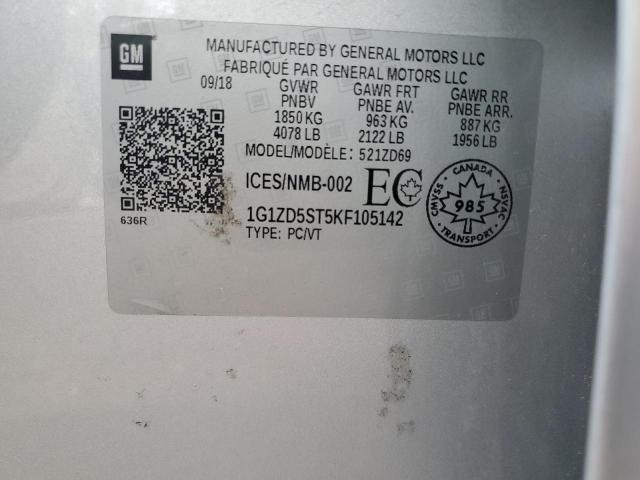 GM
MANUFACTURED BY GENERAL MOTORS LLC
FABRIQUÉ PAR GENERAL MOTORS LLC
09/18 GVWR GAWR FRT GAWR RR
PNBV PNBE AV. PNBE ARR.
1850 KG 963 KG 887 KG
4078 LB 2122 LB 1956 LB
MODEL/MODÈLE: 521ZD69
ICES/NMB-002 EC
1G1ZD5ST5KF105142
TYPE: PC/VT
636R
CANADA
CMVSS NSVAC
985
TRANSPORT